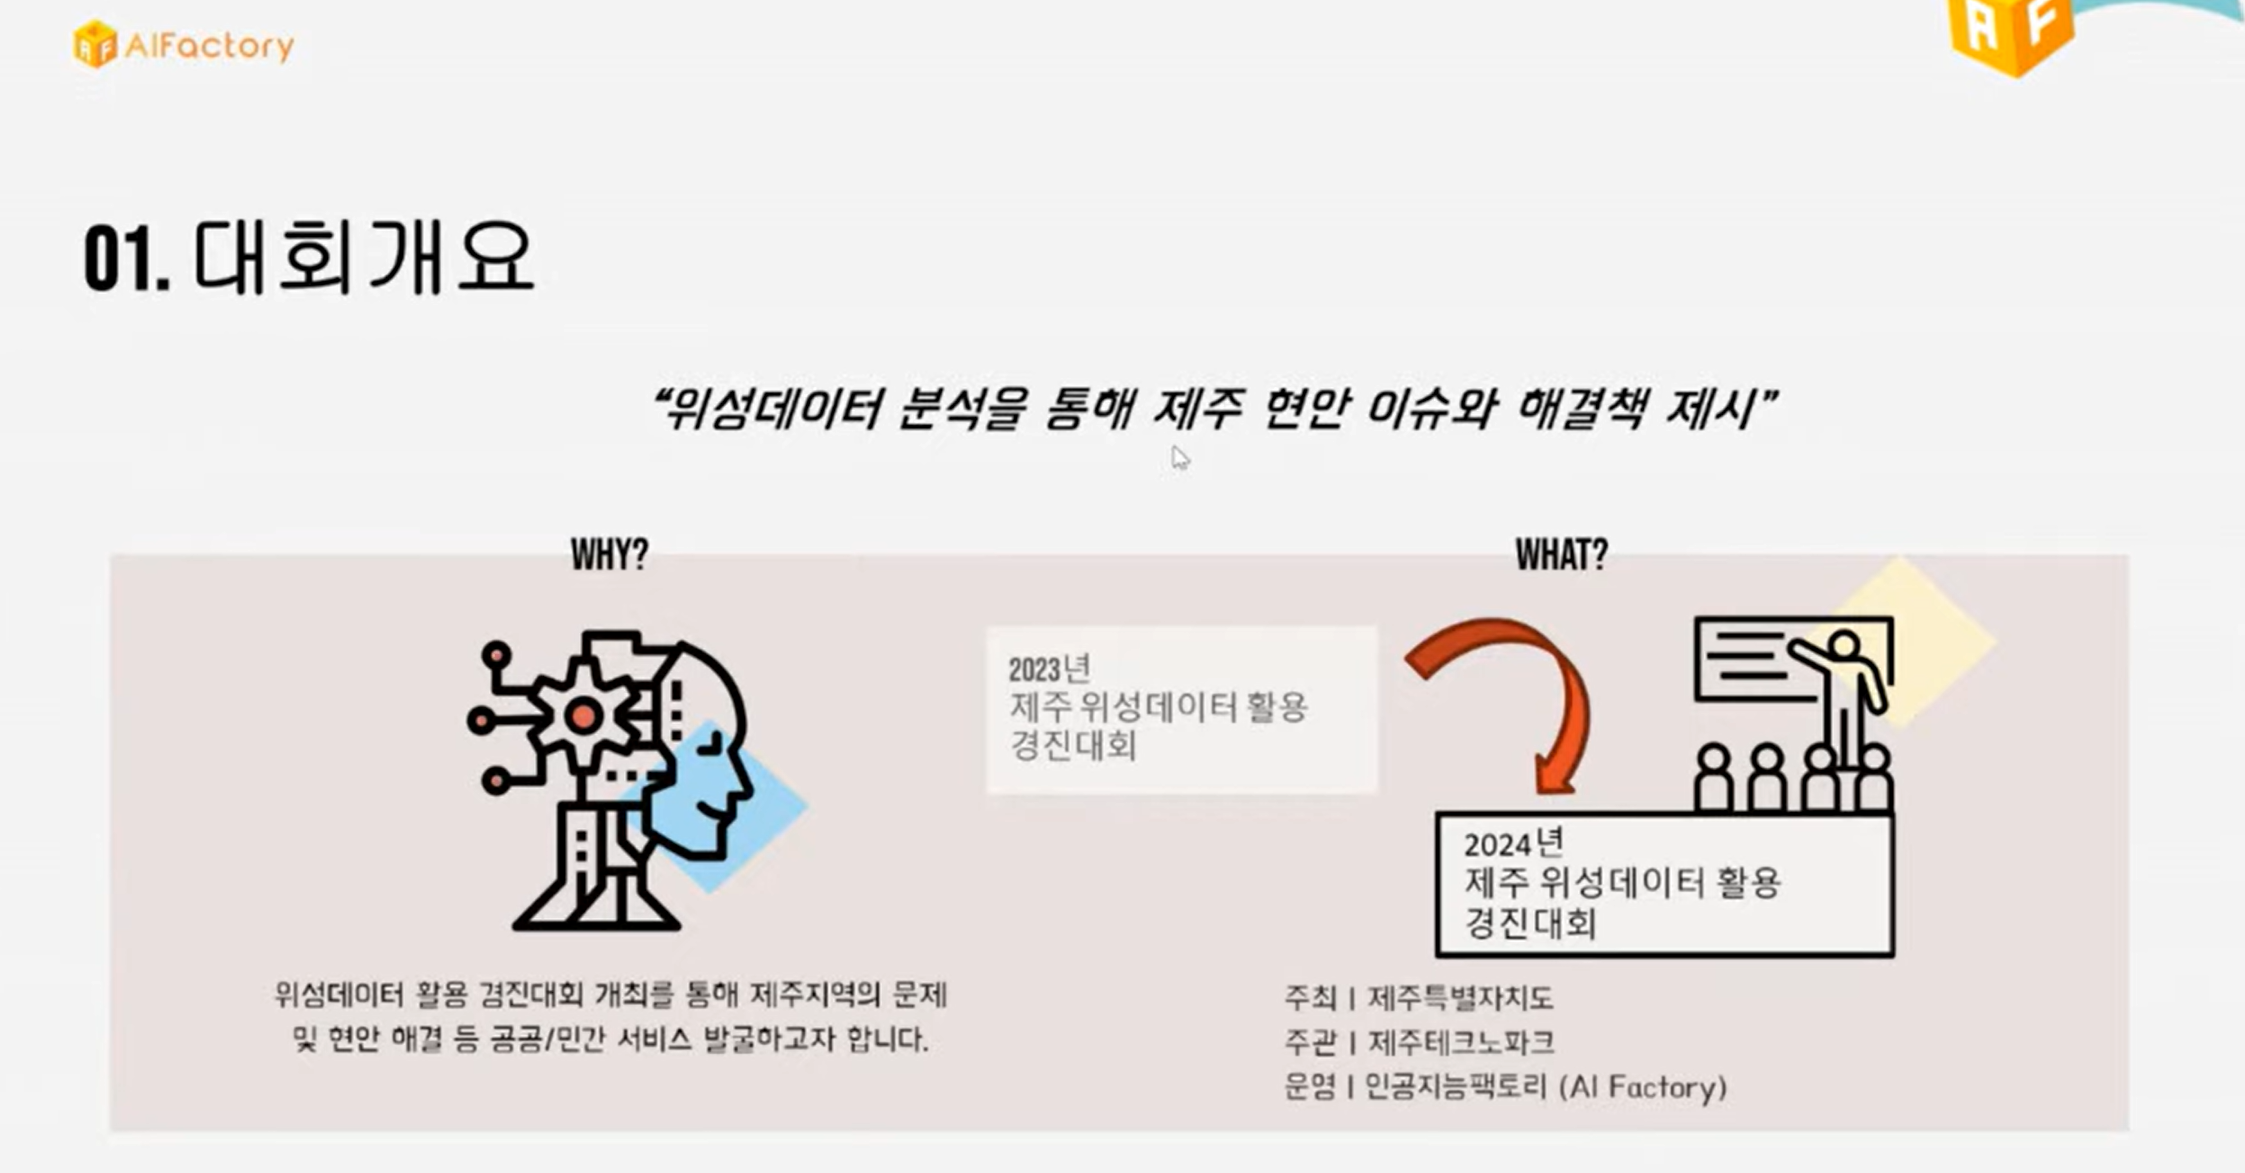 AIFactory
AF
01. 대회개요
“위성데이터 분석을 통해 제주 현안 이슈와 해결책 제시”
WHY?
WHAT?
2023년
제주 위성데이터 활용
경진대회
2024년
제주 위성데이터 활용
경진대회
위성데이터 활용 경진대회 개최를 통해 제주지역의 문제
및 현안 해결 등 공공/민간 서비스 발굴하고자 합니다.
주최 | 제주특별자치도
주관 | 제주테크노파크
운영 | 인공지능팩토리 (AI Factory)